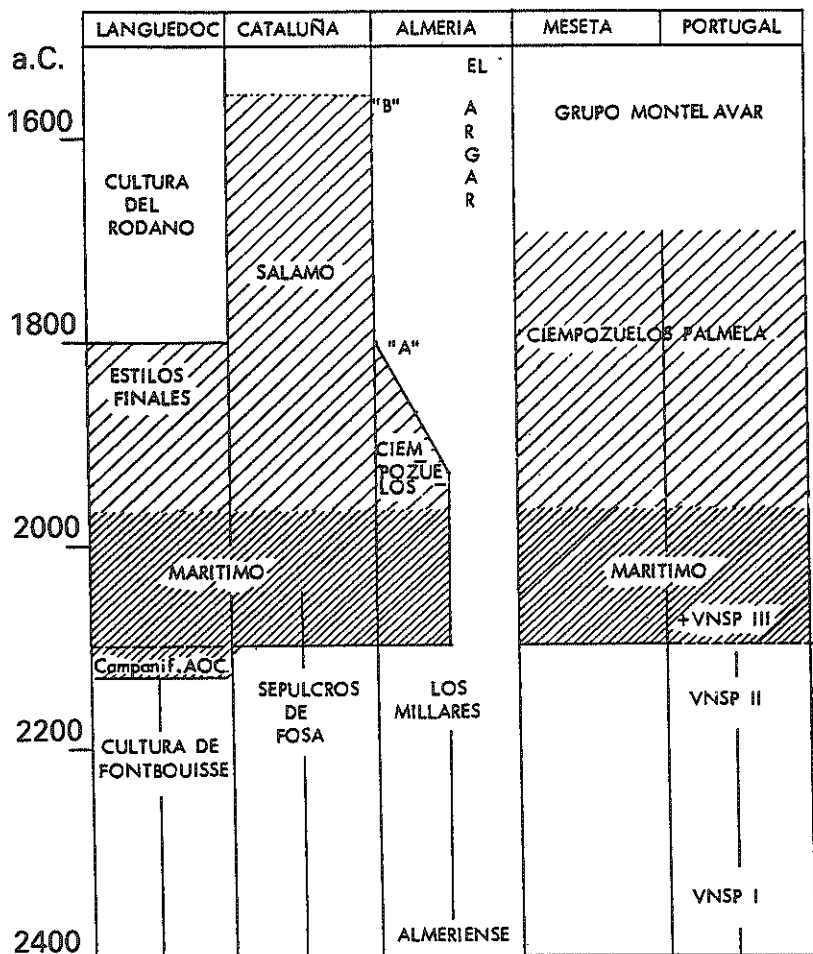 LANGUEDOC CATALUÑA ALMERIA MESETA PORTUGAL
a.C.
1600
1800
2000
2200
2400
CULTURA
DEL
RODANO
ESTILOS
FINALES
MARITIMO
Campanif. AOC.
CULTURA DE
FONTBOUISSE
SALAMO
SEPULCROS
DE
FOSA
EL
A
R
G
A
R
"B"
"A"
CIEM
POZUE
LOS
LOS
MILLARES
ALMERIENSE
GRUPO MONTELAVAR
CIEMPOZUELOS PALMELA
MARITIMO
+VNSP III
VNSP II
VNSP I